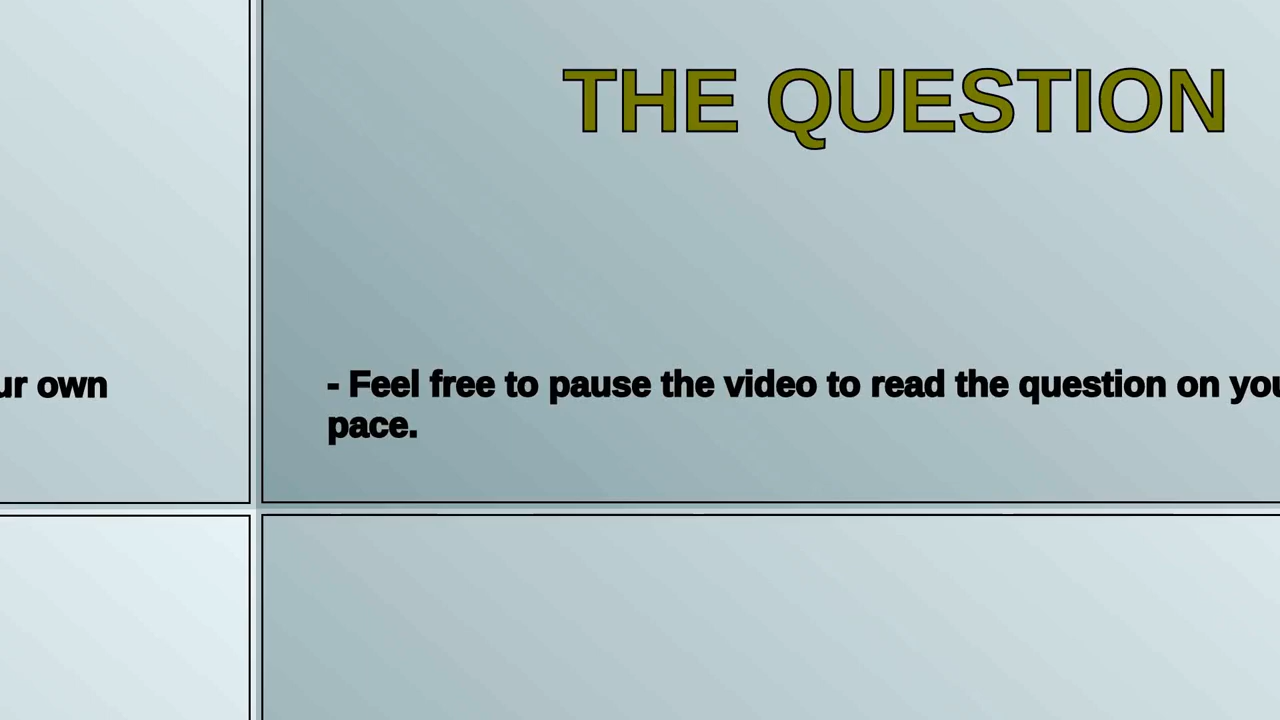 THE QUESTION
ur own
- Feel free to pause the video to read the question on you
pace.